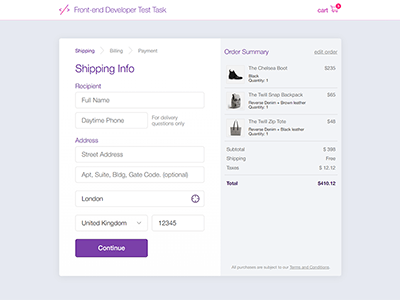 Front-end Developer Test Task
cart
Shipping
Billing
Payment
Shipping Info
Recipient
Full Name
Daytime Phone
For delivery
questions only
Address
Street Address
Apt, Suite, Bldg, Gate Code. (optional)
London
United Kingdom
12345
Continue
Order Summary
edit order
The Chelsea Boot
$235
Black
Quantity: 1
The Twill Snap Backpack
$65
Reverse Denim + Brown leather
Quantity: 1
The Twill Zip Tote
$48
Reverse Denim + Black leather
Quantity: 1
Subtotal
$ 398
Shipping
Free
Taxes
$ 12.12
Total
$410.12
All purchases are subject to our Terms and Conditions.